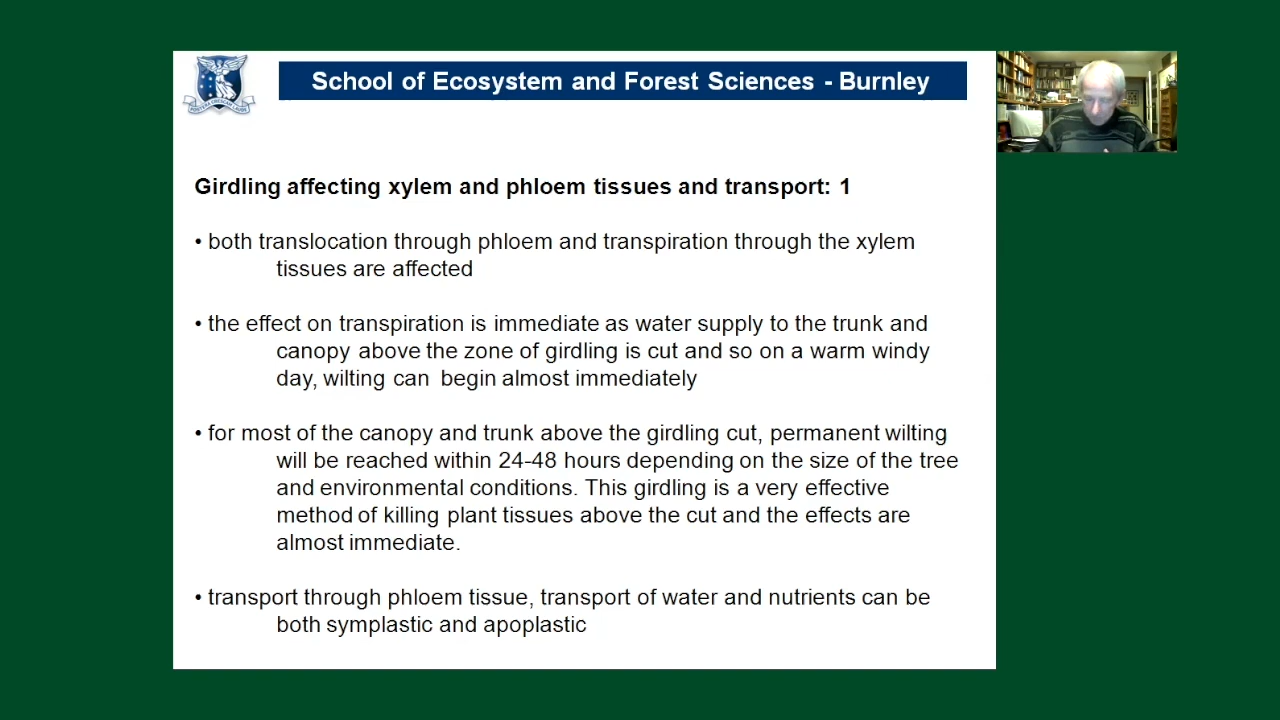 School of Ecosystem and Forest Sciences - Burnley
POSTERA CRESCAM LAUDE
Girdling affecting xylem and phloem tissues and transport: 1
• both translocation through phloem and transpiration through the xylem
tissues are affected
• the effect on transpiration is immediate as water supply to the trunk and
canopy above the zone of girdling is cut and so on a warm windy
day, wilting can begin almost immediately
• for most of the canopy and trunk above the girdling cut, permanent wilting
will be reached within 24-48 hours depending on the size of the tree
and environmental conditions. This girdling is a very effective
method of killing plant tissues above the cut and the effects are
almost immediate.
• transport through phloem tissue, transport of water and nutrients can be
both symplastic and apoplastic